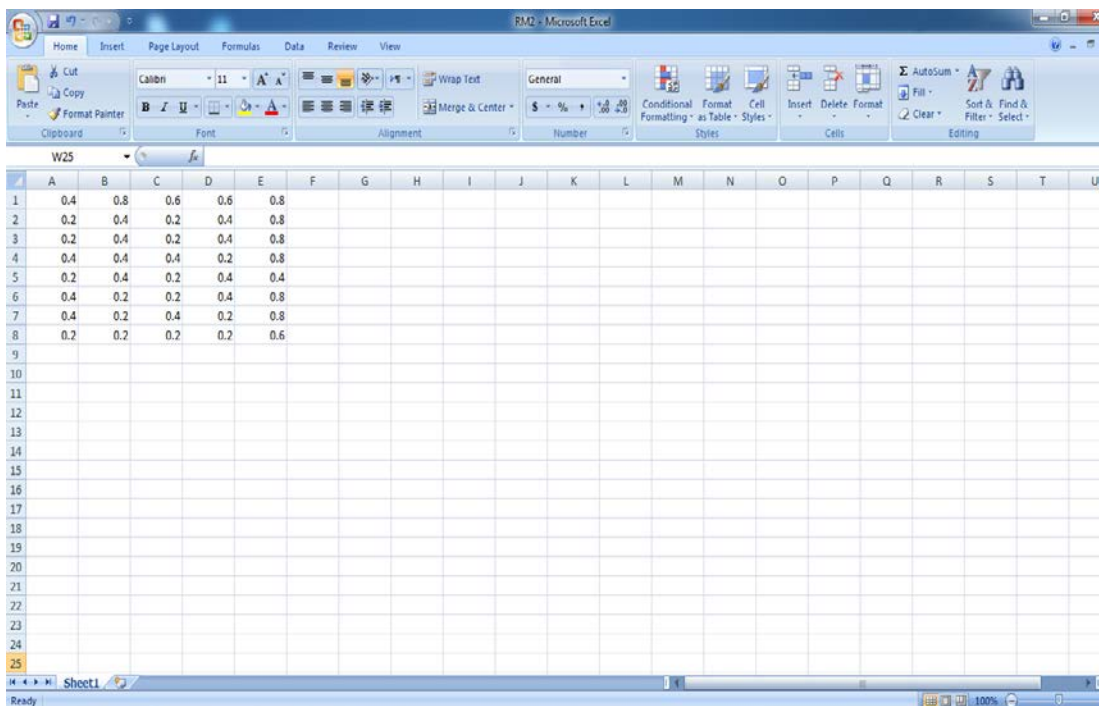 RM2 - Microsoft Excel
Home Insert Page Layout Formulas Data Review View
Cut
Copy
Format Painter
Paste
Clipboard
Calibri 11 A A
B I U A
Font
Wrap Text
Merge & Center
Alignment
General
$ % , .0 .00 .00 .0
Number
Conditional Formatting
Format as Table
Cell Styles
Styles
Insert Delete Format
Cells
Σ AutoSum
Fill
Clear
Sort & Filter
Find & Select
Editing
W25 fx
A B C D E F G H I J K L M N O P Q R S T U
1 0.4 0.8 0.6 0.6 0.8
2 0.2 0.4 0.2 0.4 0.8
3 0.2 0.4 0.2 0.4 0.8
4 0.4 0.4 0.4 0.2 0.8
5 0.2 0.4 0.2 0.4 0.4
6 0.4 0.2 0.2 0.4 0.8
7 0.4 0.2 0.4 0.2 0.8
8 0.2 0.2 0.2 0.2 0.6
9
10
11
12
13
14
15
16
17
18
19
20
21
22
23
24
25
Sheet1
Ready 100%